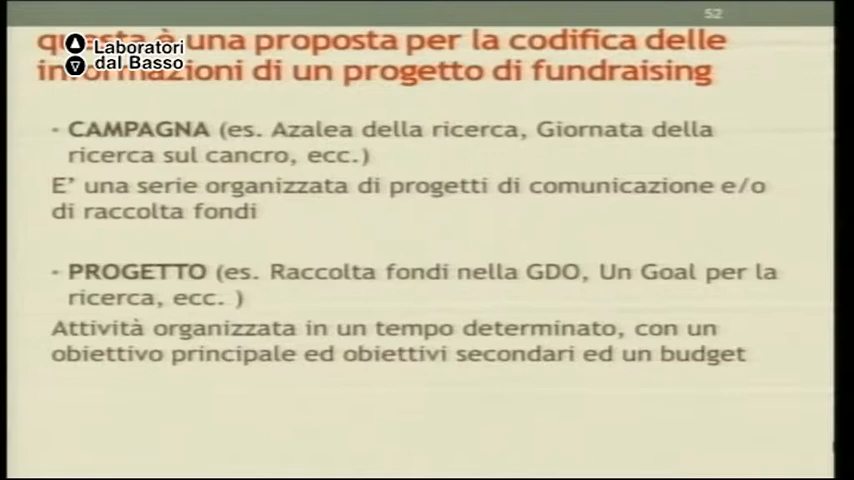 52
questa è una proposta per la codifica delle
informazioni di un progetto di fundraising
Laboratori
dal Basso
- CAMPAGNA (es. Azalea della ricerca, Giornata della
ricerca sul cancro, ecc.)
E' una serie organizzata di progetti di comunicazione e/o
di raccolta fondi
- PROGETTO (es. Raccolta fondi nella GDO, Un Goal per la
ricerca, ecc. )
Attività organizzata in un tempo determinato, con un
obiettivo principale ed obiettivi secondari ed un budget